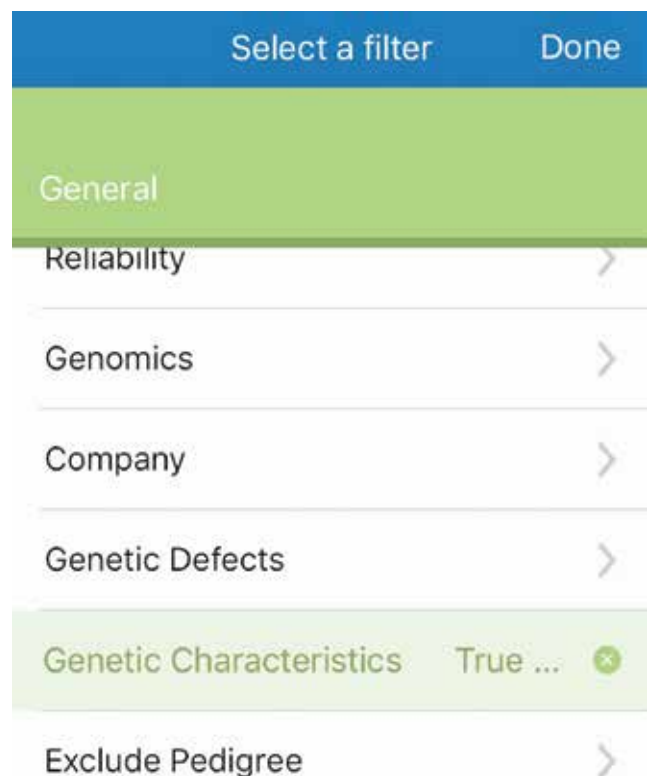 Select a filter Done
General
Reliability
Genomics
Company
Genetic Defects
Genetic Characteristics True ...
Exclude Pedigree